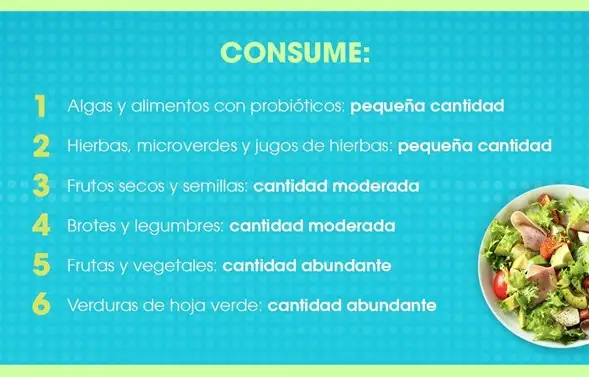 CONSUME:
1 Algas y alimentos con probióticos: pequeña cantidad
2 Hierbas, microverdes y jugos de hierbas: pequeña cantidad
3 Frutos secos y semillas: cantidad moderada
4 Brotes y legumbres: cantidad moderada
5 Frutas y vegetales: cantidad abundante
6 Verduras de hoja verde: cantidad abundante